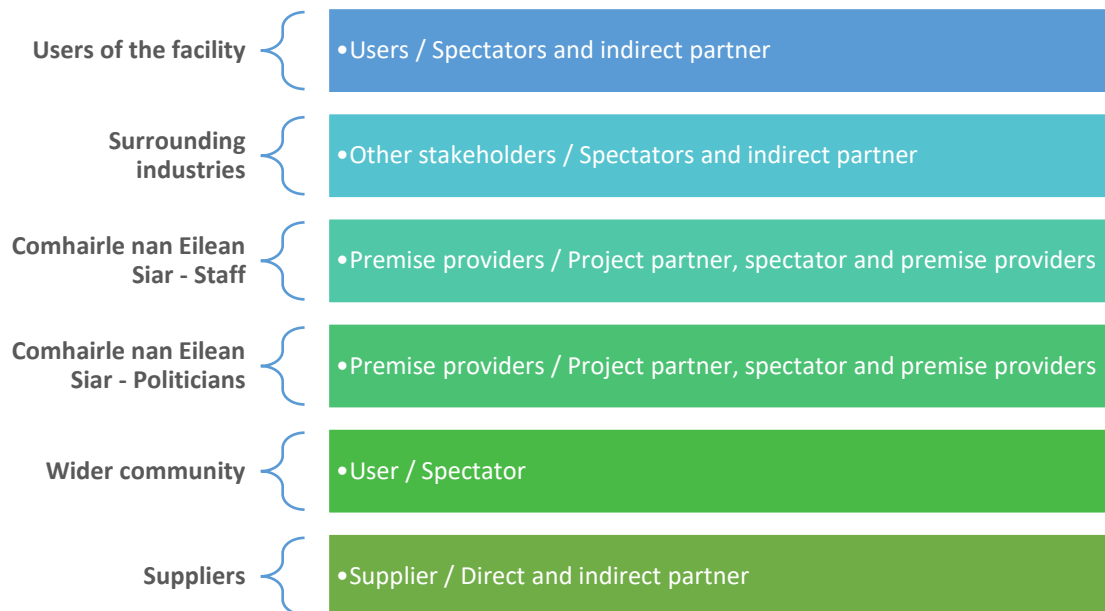 Users of the facility
•Users / Spectators and indirect partner
Surrounding
industries
•Other stakeholders / Spectators and indirect partner
Comhairle nan Eilean
Siar - Staff
•Premise providers / Project partner, spectator and premise providers
Comhairle nan Eilean
Siar - Politicians
•Premise providers / Project partner, spectator and premise providers
Wider community
•User / Spectator
Suppliers
•Supplier / Direct and indirect partner